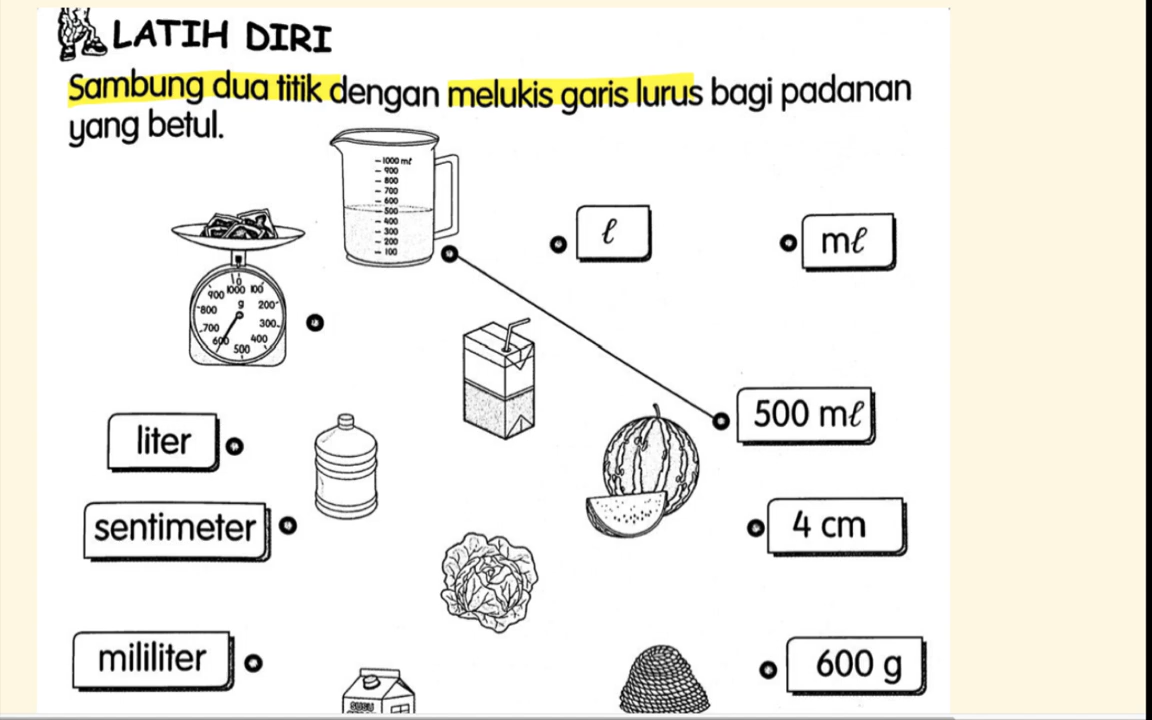 LATIH DIRI
Sambung dua titik dengan melukis garis lurus bagi padanan
yang betul.
1000 mℓ
900
800
700
600
500
400
300
200
100
ℓ
mℓ
0
1000
100
900
g
200
800
300
700
400
600
500
500 mℓ
liter
sentimeter
4 cm
mililiter
600 g
SUSU